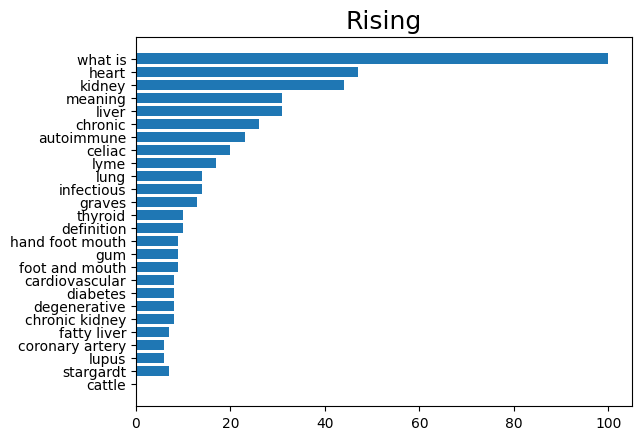 Rising
what is
heart
kidney
meaning
liver
chronic
autoimmune
celiac
lyme
lung
infectious
graves
thyroid
definition
hand foot mouth
gum
foot and mouth
cardiovascular
diabetes
degenerative
chronic kidney
fatty liver
coronary artery
lupus
stargardt
cattle
0 20 40 60 80 100